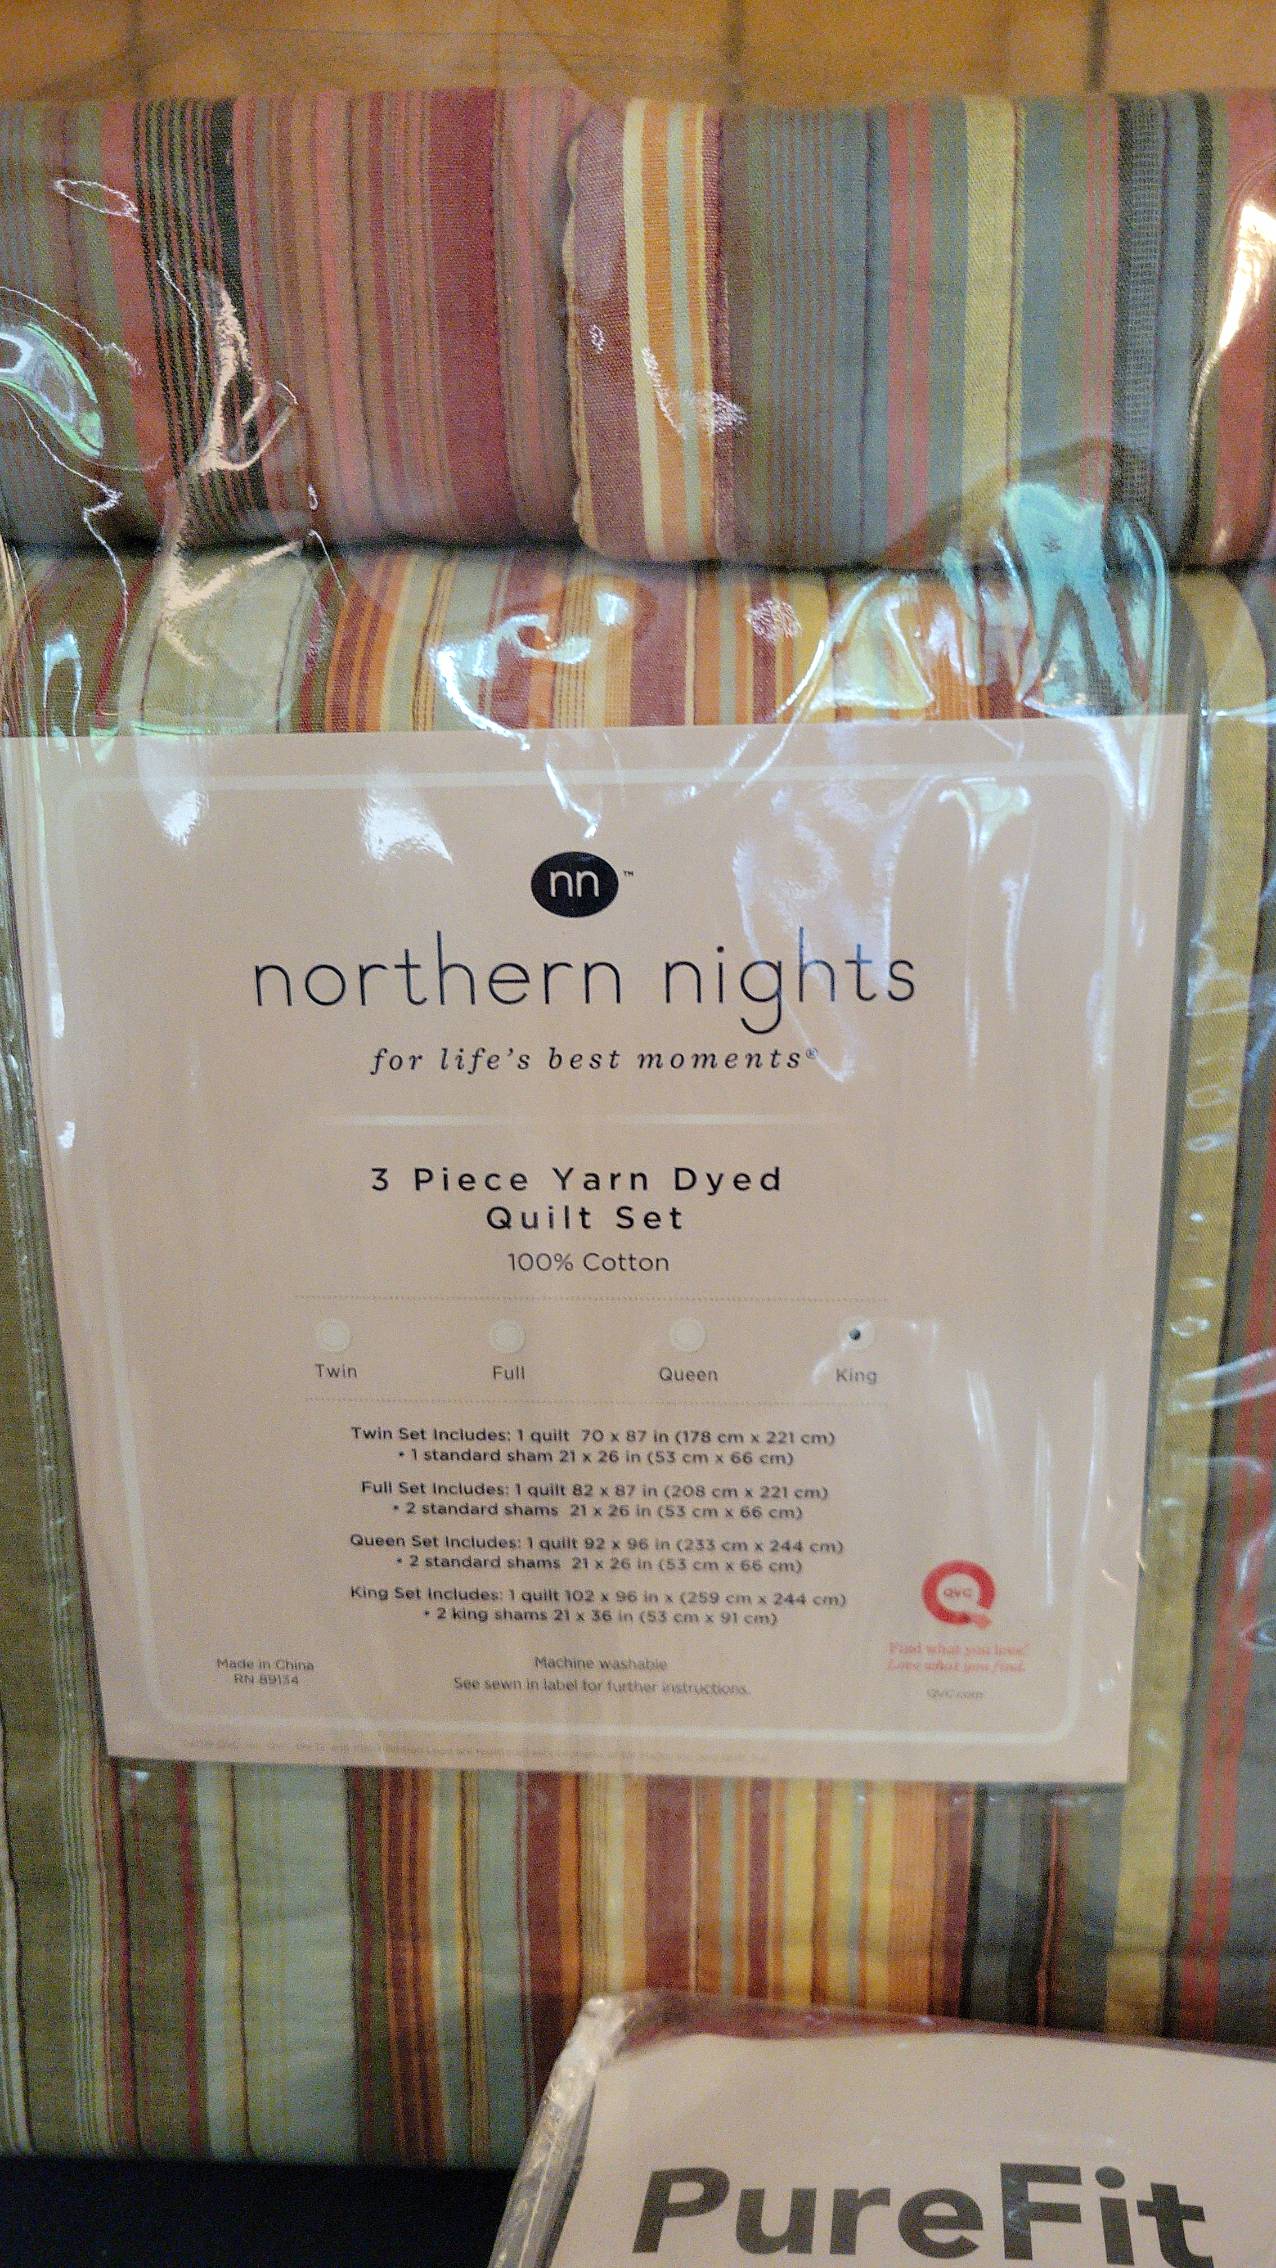 nn™
northern nights
for life's best moments®
3 Piece Yarn Dyed
Quilt Set
100% Cotton
Twin Full Queen King
Twin Set Includes: 1 quilt 70 x 87 in (178 cm x 221 cm)
• 1 standard sham 21 x 26 in (53 cm x 66 cm)
Full Set Includes: 1 quilt 82 x 87 in (208 cm x 221 cm)
• 2 standard shams 21 x 26 in (53 cm x 66 cm)
Queen Set Includes: 1 quilt 92 x 96 in (233 cm x 244 cm)
• 2 standard shams 21 x 26 in (53 cm x 66 cm)
King Set Includes: 1 quilt 102 x 96 in x (259 cm x 244 cm)
• 2 king shams 21 x 36 in (53 cm x 91 cm)
Made in China
RN 89134
Machine washable
See sewn in label for further instructions.
QVC
Find what you love.
Love what you find.
QVC.com
PureFit